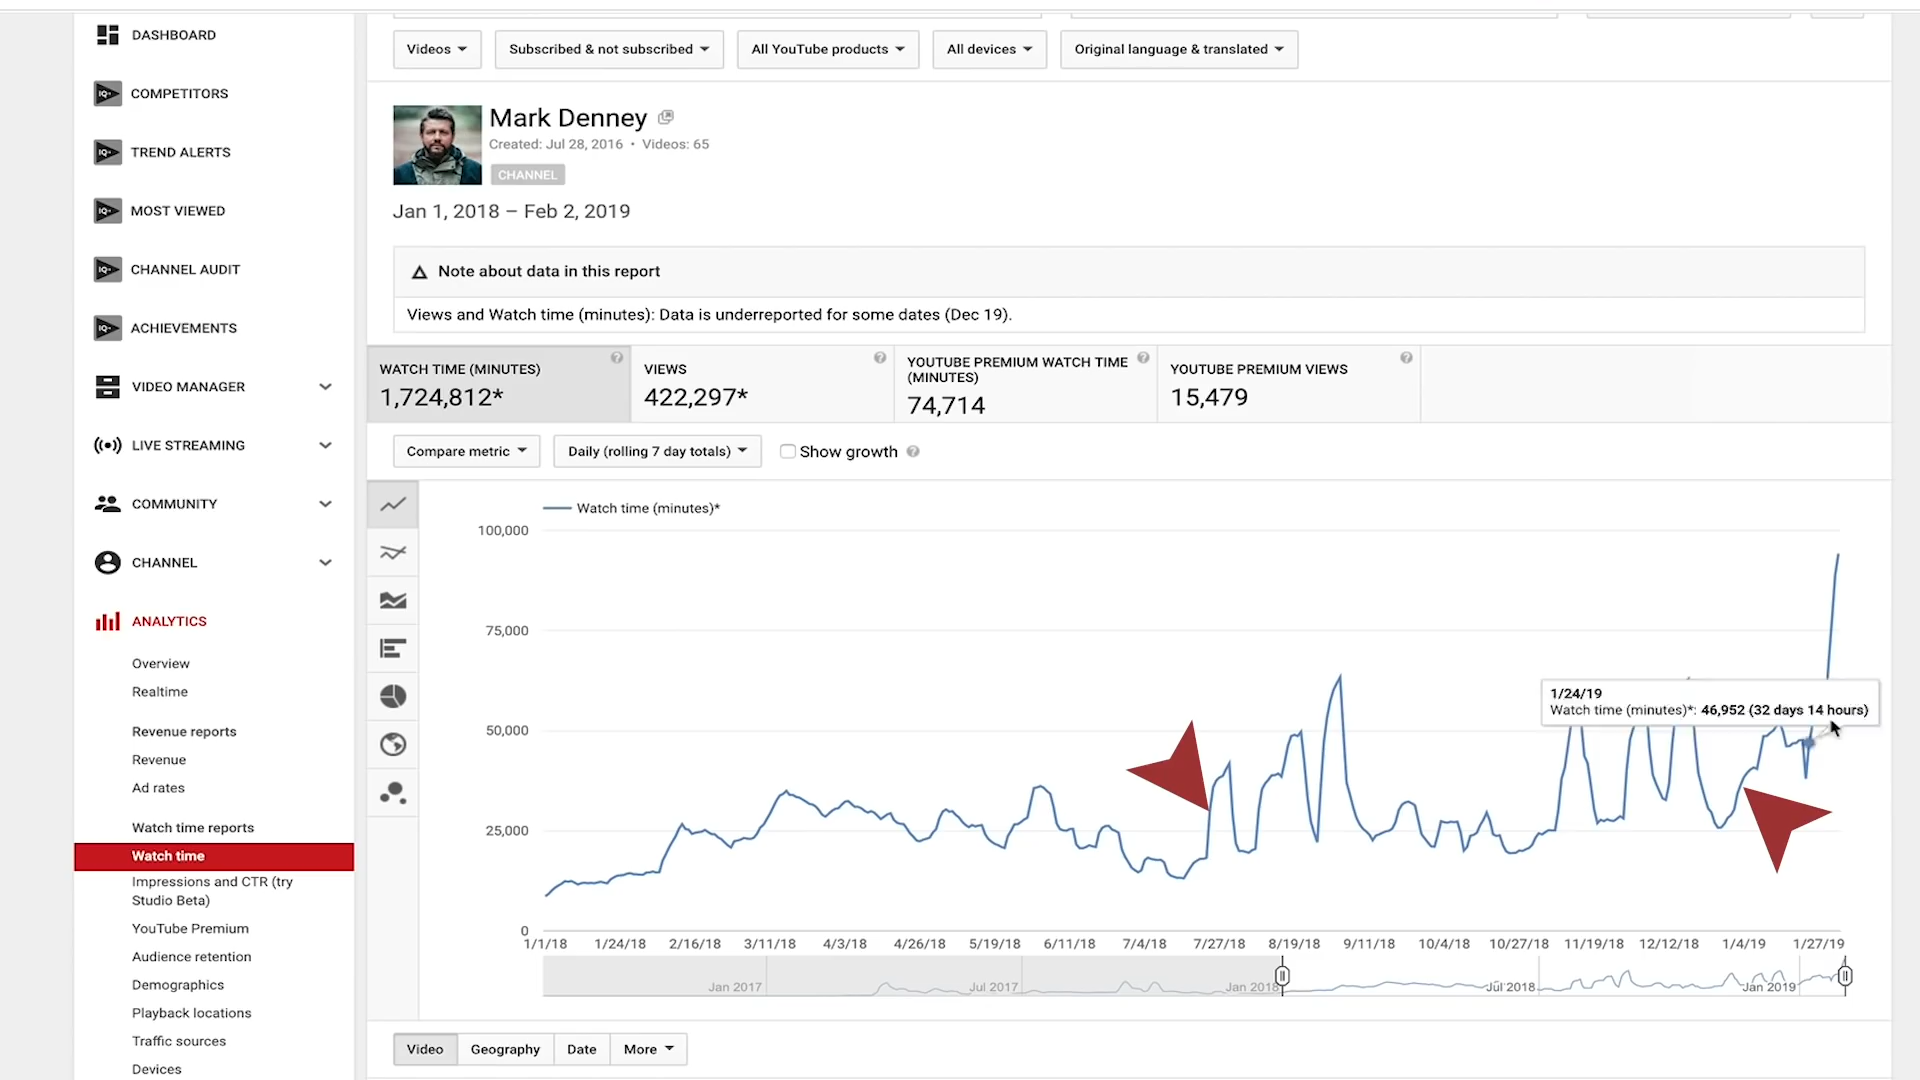 DASHBOARD
COMPETITORS
TREND ALERTS
MOST VIEWED
CHANNEL AUDIT
ACHIEVEMENTS
VIDEO MANAGER
LIVE STREAMING
COMMUNITY
CHANNEL
ANALYTICS
Overview
Realtime
Revenue reports
Revenue
Ad rates
Watch time reports
Watch time
Impressions and CTR (try
Studio Beta)
YouTube Premium
Audience retention
Demographics
Playback locations
Traffic sources
Devices
Videos
Subscribed & not subscribed
All YouTube products
All devices
Original language & translated
Mark Denney
Created: Jul 28, 2016 • Videos: 65
CHANNEL
Jan 1, 2018 – Feb 2, 2019
Note about data in this report
Views and Watch time (minutes): Data is underreported for some dates (Dec 19).
WATCH TIME (MINUTES)
1,724,812*
VIEWS
422,297*
YOUTUBE PREMIUM WATCH TIME
(MINUTES)
74,714
YOUTUBE PREMIUM VIEWS
15,479
Compare metric
Daily (rolling 7 day totals)
Show growth
Watch time (minutes)*
100,000
75,000
50,000
25,000
0
1/24/19
Watch time (minutes)*: 46,952 (32 days 14 hours)
1/1/18 1/24/18 2/16/18 3/11/18 4/3/18 4/26/18 5/19/18 6/11/18 7/4/18 7/27/18 8/19/18 9/11/18 10/4/18 10/27/18 11/19/18 12/12/18 1/4/19 1/27/19
Jan 2017 Jul 2017 Jan 2018 Jul 2018 Jan 2019
Video Geography Date More